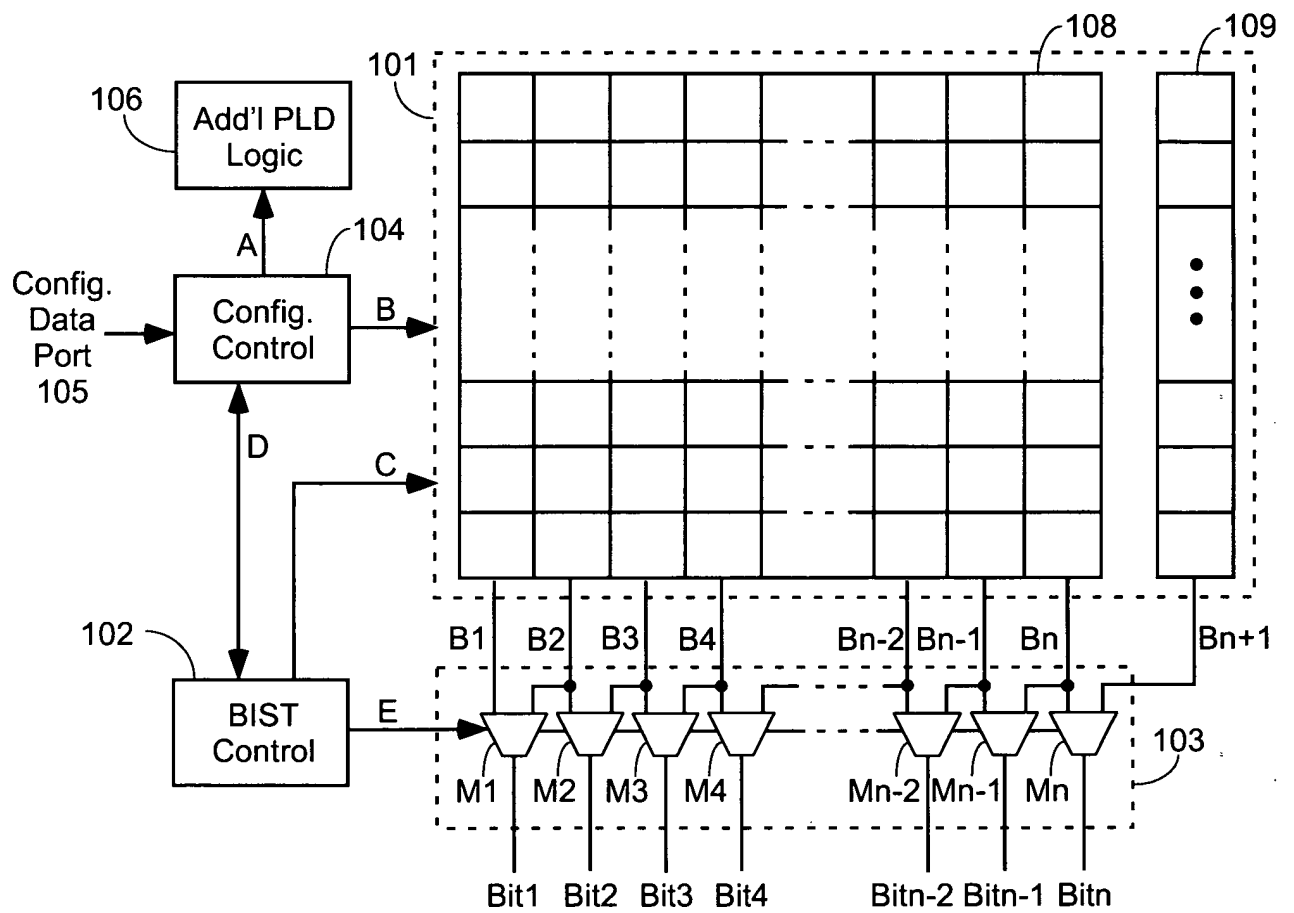 108
109
101
106
Add'l PLD
Logic
A
104
Config.
Data
Port
105
Config.
Control
B
D
C
102
B1
B2
B3
B4
Bn-2
Bn-1
Bn
Bn+1
BIST
Control
E
103
M1
M2
M3
M4
Mn-2
Mn-1
Mn
Bit1
Bit2
Bit3
Bit4
Bitn-2
Bitn-1
Bitn